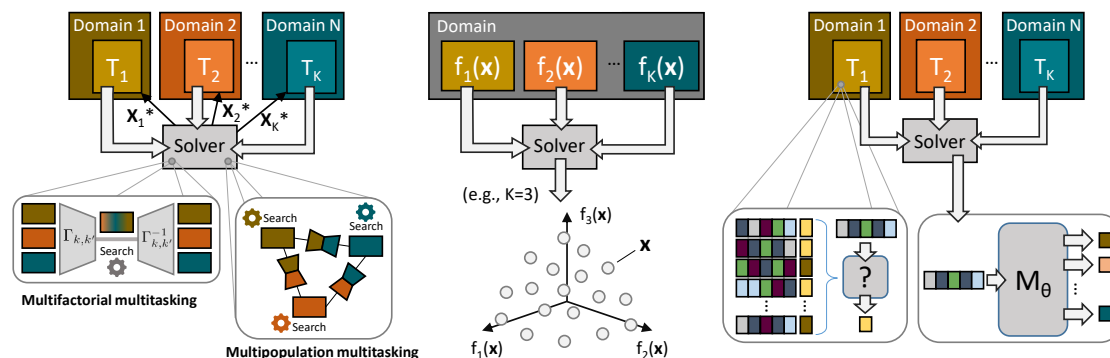 Domain 1
Domain 2
Domain N
T1
T2
...
TK
X1*
X2*
XK*
Solver
Γk,k′
Γ−1k,k′
Search
Multifactorial multitasking
Search
Search
Search
Multipopulation multitasking
Domain
f1(x)
f2(x)
...
fK(x)
Solver
(e.g., K=3)
f3(x)
x
f1(x)
f2(x)
Domain 1
Domain 2
Domain N
T1
T2
...
TK
Solver
?
Mθ